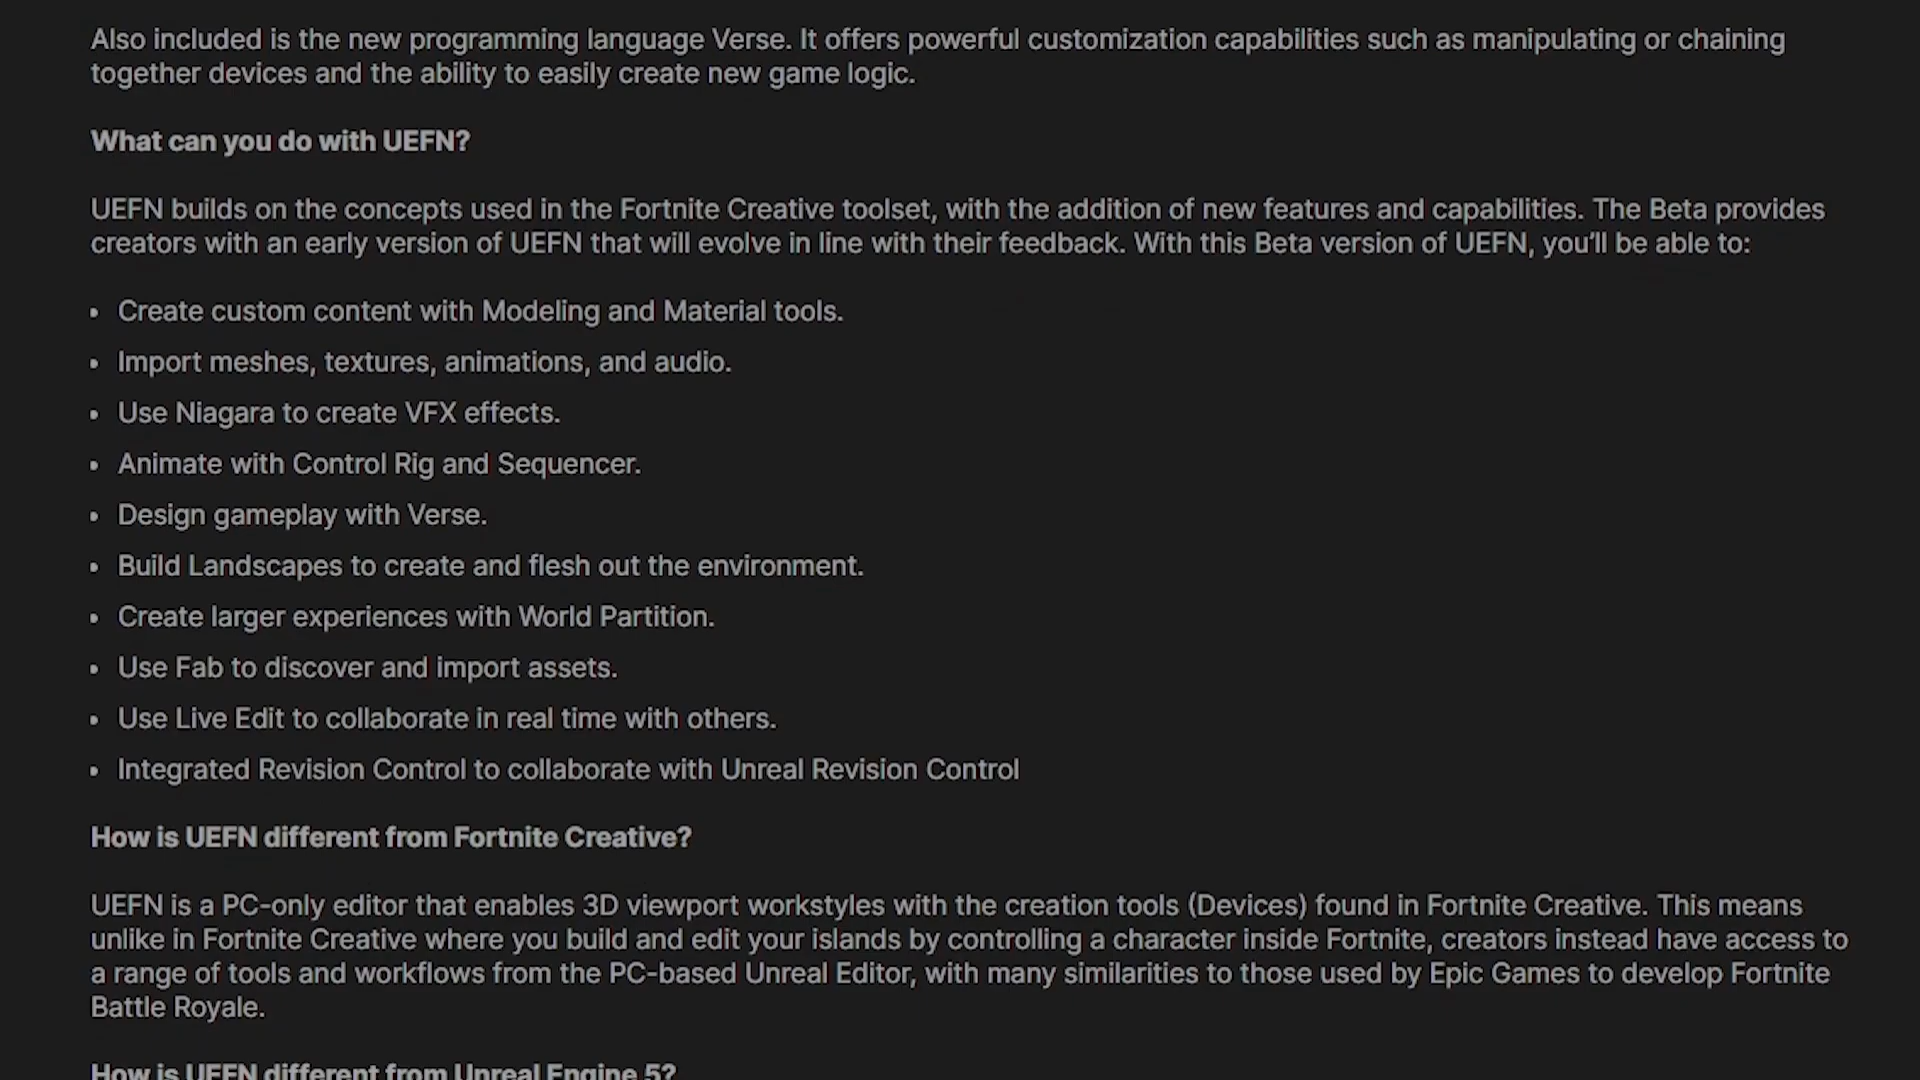 Also included is the new programming language Verse. It offers powerful customization capabilities such as manipulating or chaining
together devices and the ability to easily create new game logic.
What can you do with UEFN?
UEFN builds on the concepts used in the Fortnite Creative toolset, with the addition of new features and capabilities. The Beta provides
creators with an early version of UEFN that will evolve in line with their feedback. With this Beta version of UEFN, you’ll be able to:
• Create custom content with Modeling and Material tools.
• Import meshes, textures, animations, and audio.
• Use Niagara to create VFX effects.
• Animate with Control Rig and Sequencer.
• Design gameplay with Verse.
• Build Landscapes to create and flesh out the environment.
• Create larger experiences with World Partition.
• Use Fab to discover and import assets.
• Use Live Edit to collaborate in real time with others.
• Integrated Revision Control to collaborate with Unreal Revision Control
How is UEFN different from Fortnite Creative?
UEFN is a PC-only editor that enables 3D viewport workstyles with the creation tools (Devices) found in Fortnite Creative. This means
unlike in Fortnite Creative where you build and edit your islands by controlling a character inside Fortnite, creators instead have access to
a range of tools and workflows from the PC-based Unreal Editor, with many similarities to those used by Epic Games to develop Fortnite
Battle Royale.
How is UEFN different from Unreal Engine 5?